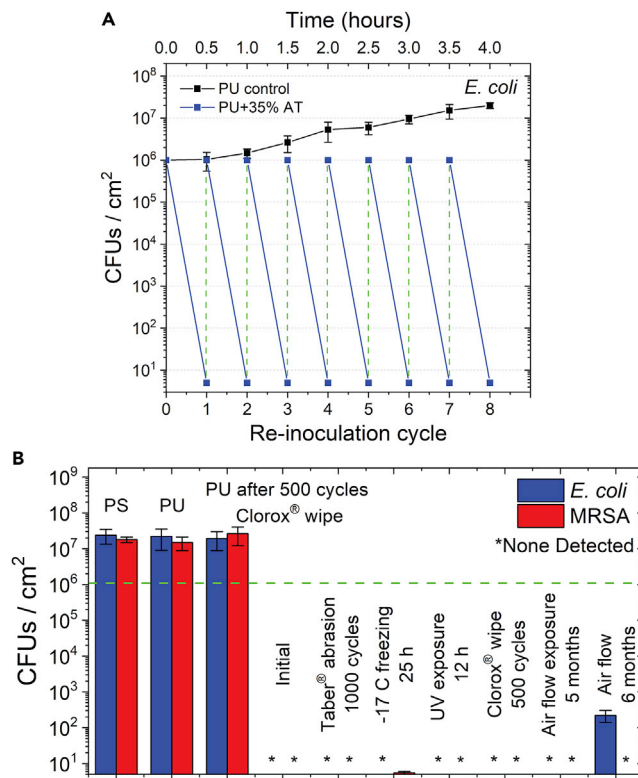 A
Time (hours)
0.0 0.5 1.0 1.5 2.0 2.5 3.0 3.5 4.0
10⁸
10⁷
10⁶
10⁵
10⁴
10³
10²
10¹
CFUs / cm²
PU control
PU+35% AT
E. coli
0 1 2 3 4 5 6 7 8
Re-inoculation cycle
B
10⁹
10⁸
10⁷
10⁶
10⁵
10⁴
10³
10²
10¹
CFUs / cm²
PS
PU
PU after 500 cycles
Clorox® wipe
E. coli
MRSA
*None Detected
Initial
Taber® abrasion
1000 cycles
-17 C freezing
25 h
UV exposure
12 h
Clorox® wipe
500 cycles
Air flow exposure
5 months
Air flow
6 months
* * * * * * * * * * * *